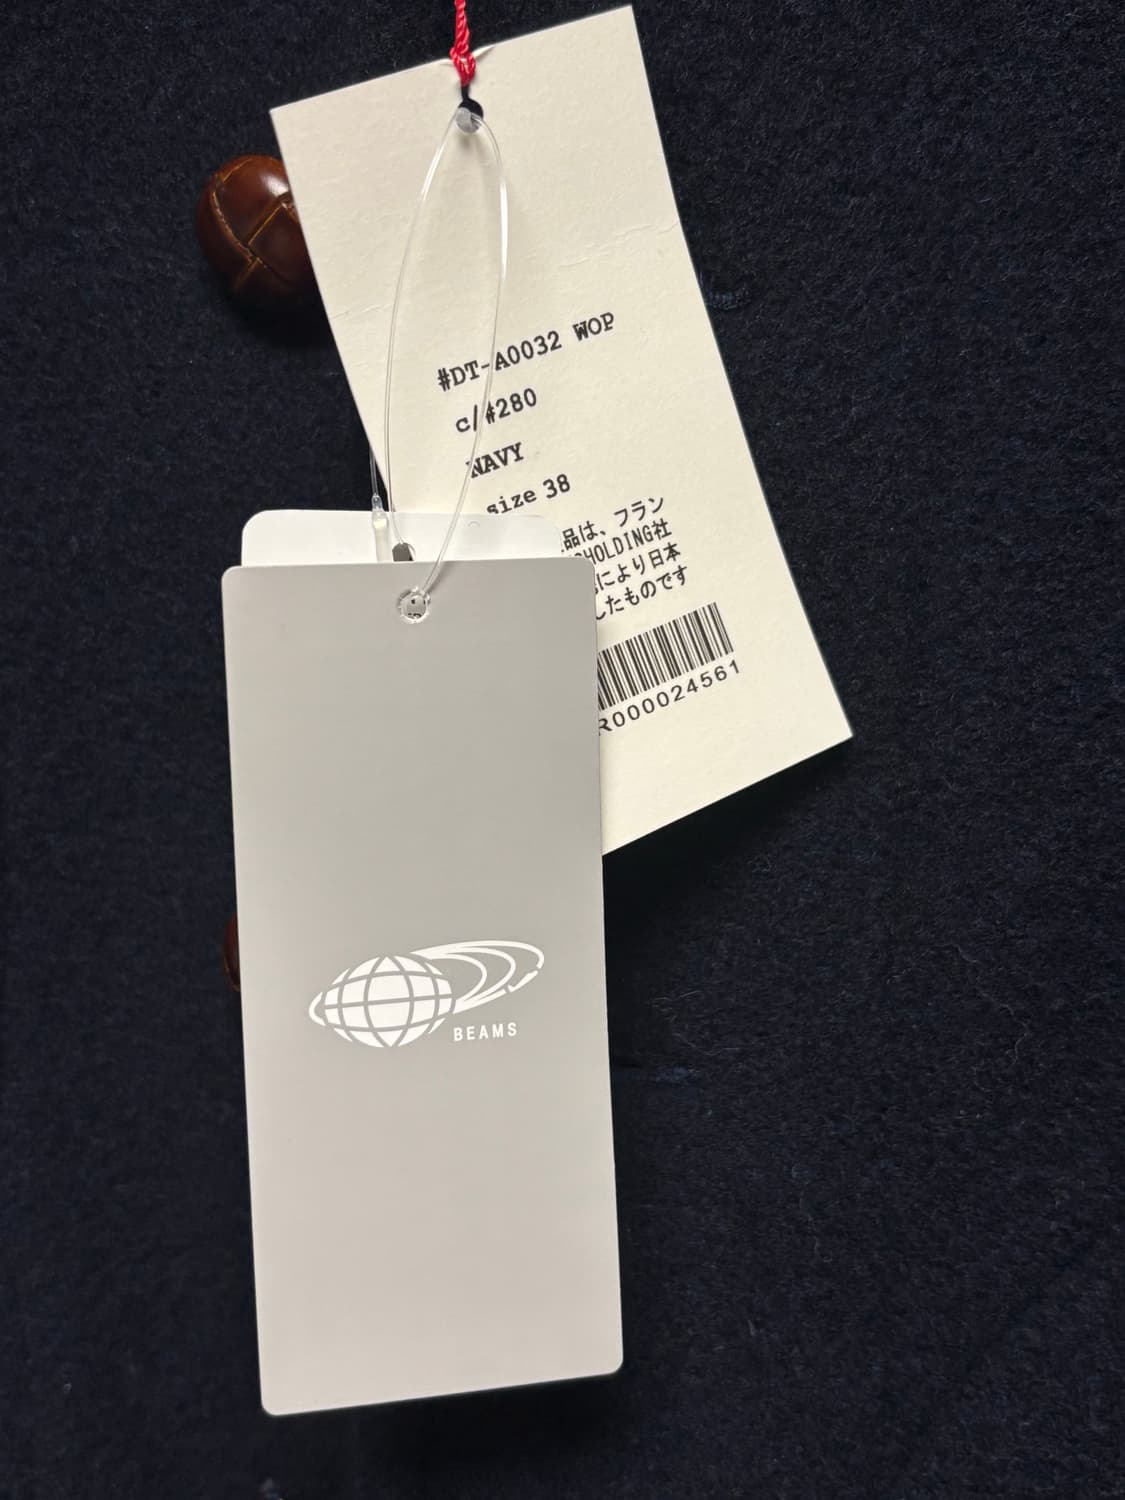 #DT-A0032 WOP
c/#280
NAVY
size 38
品は、フラン
HOLDING社
により日本
したものです
R000024561
BEAMS